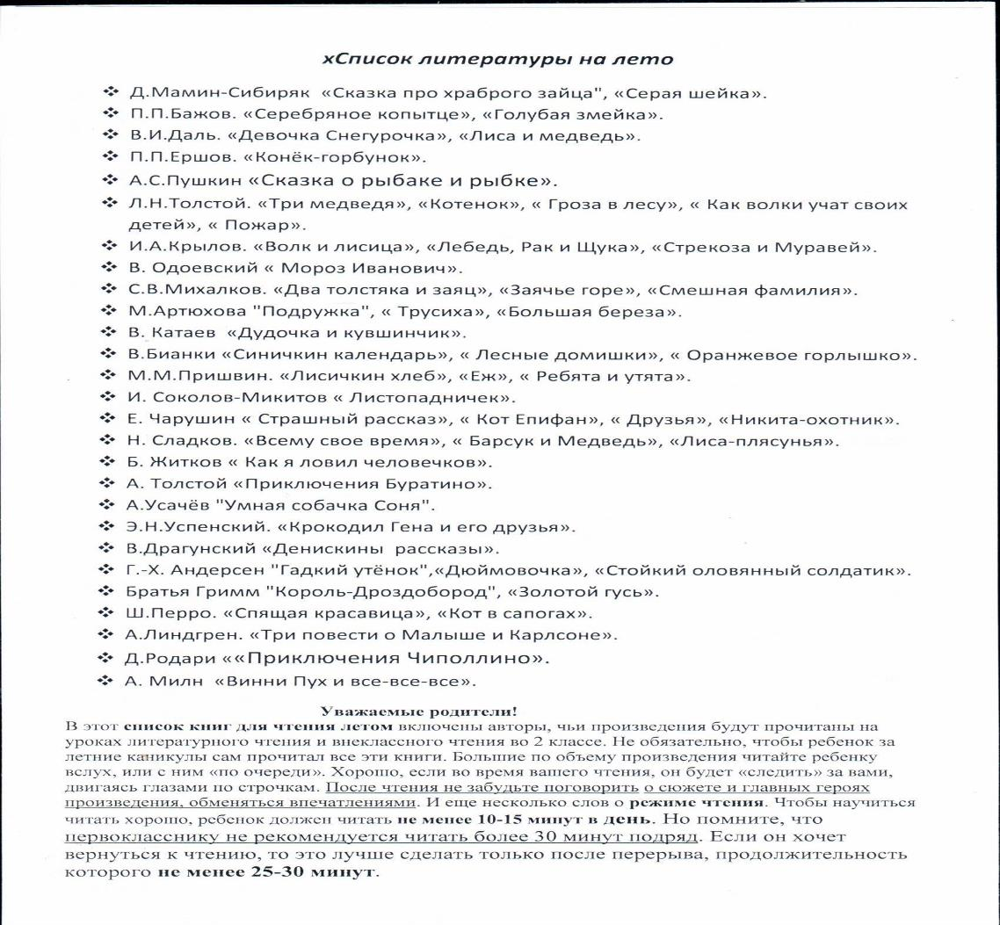 хСписок литературы на лето
❖ Д.Мамин-Сибиряк «Сказка про храброго зайца", «Серая шейка».
❖ П.П.Бажов. «Серебряное копытце», «Голубая змейка».
❖ В.И.Даль. «Девочка Снегурочка», «Лиса и медведь».
❖ П.П.Ершов. «Конёк-горбунок».
❖ А.С.Пушкин «Сказка о рыбаке и рыбке».
❖ Л.Н.Толстой. «Три медведя», «Котенок», « Гроза в лесу», « Как волки учат своих
детей», « Пожар».
❖ И.А.Крылов. «Волк и лисица», «Лебедь, Рак и Щука», «Стрекоза и Муравей».
❖ В. Одоевский « Мороз Иванович».
❖ С.В.Михалков. «Два толстяка и заяц», «Заячье горе», «Смешная фамилия».
❖ М.Артюхова "Подружка", « Трусиха», «Большая береза».
❖ В. Катаев «Дудочка и кувшинчик».
❖ В.Бианки «Синичкин календарь», « Лесные домишки», « Оранжевое горлышко».
❖ М.М.Пришвин. «Лисичкин хлеб», «Еж», « Ребята и утята».
❖ И. Соколов-Микитов « Листопадничек».
❖ Е. Чарушин « Страшный рассказ», « Кот Епифан», « Друзья», «Никита-охотник».
❖ Н. Сладков. «Всему свое время», « Барсук и Медведь», «Лиса-плясунья».
❖ Б. Житков « Как я ловил человечков».
❖ А. Толстой «Приключения Буратино».
❖ А.Усачёв "Умная собачка Соня".
❖ Э.Н.Успенский. «Крокодил Гена и его друзья».
❖ В.Драгунский «Денискины рассказы».
❖ Г.-Х. Андерсен "Гадкий утёнок",«Дюймовочка», «Стойкий оловянный солдатик».
❖ Братья Гримм "Король-Дроздобород", «Золотой гусь».
❖ Ш.Перро. «Спящая красавица», «Кот в сапогах».
❖ А.Линдгрен. «Три повести о Малыше и Карлсоне».
❖ Д.Родари ««Приключения Чиполлино».
❖ А. Милн «Винни Пух и все-все-все».
Уважаемые родители!
В этот список книг для чтения летом включены авторы, чьи произведения будут прочитаны на
уроках литературного чтения и внеклассного чтения во 2 классе. Не обязательно, чтобы ребенок за
летние каникулы сам прочитал все эти книги. Большие по объему произведения читайте ребенку
вслух, или с ним «по очереди». Хорошо, если во время вашего чтения, он будет «следить» за вами,
двигаясь глазами по строчкам. После чтения не забудьте поговорить о сюжете и главных героях
произведения, обменяться впечатлениями. И еще несколько слов о режиме чтения. Чтобы научиться
читать хорошо, ребенок должен читать не менее 10-15 минут в день. Но помните, что
первокласснику не рекомендуется читать более 30 минут подряд. Если он хочет
вернуться к чтению, то это лучше сделать только после перерыва, продолжительность
которого не менее 25-30 минут.